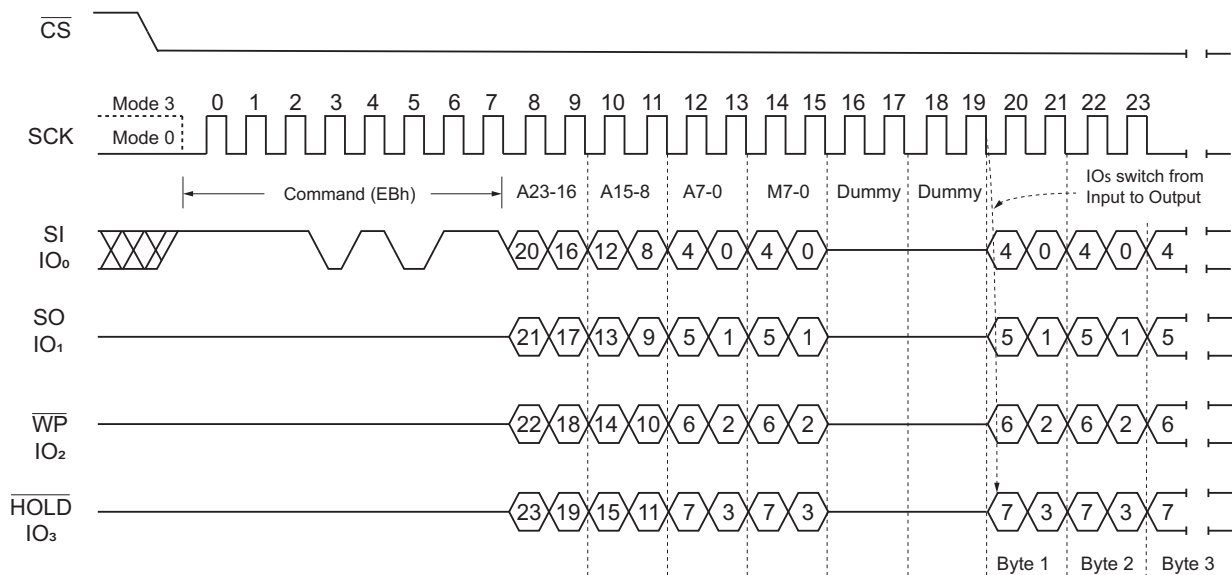 CS
Mode 3 0 1 2 3 4 5 6 7 8 9 10 11 12 13 14 15 16 17 18 19 20 21 22 23
SCK
Mode 0
Command (EBh) A23-16 A15-8 A7-0 M7-0 Dummy Dummy
IOs switch from
Input to Output
SI
IO₀
20 16 12 8 4 0 4 0 4 0 4 0 4
SO
IO₁
21 17 13 9 5 1 5 1 5 1 5 1 5
WP
IO₂
22 18 14 10 6 2 6 2 6 2 6 2 6
HOLD
IO₃
23 19 15 11 7 3 7 3 7 3 7 3 7
Byte 1 Byte 2 Byte 3